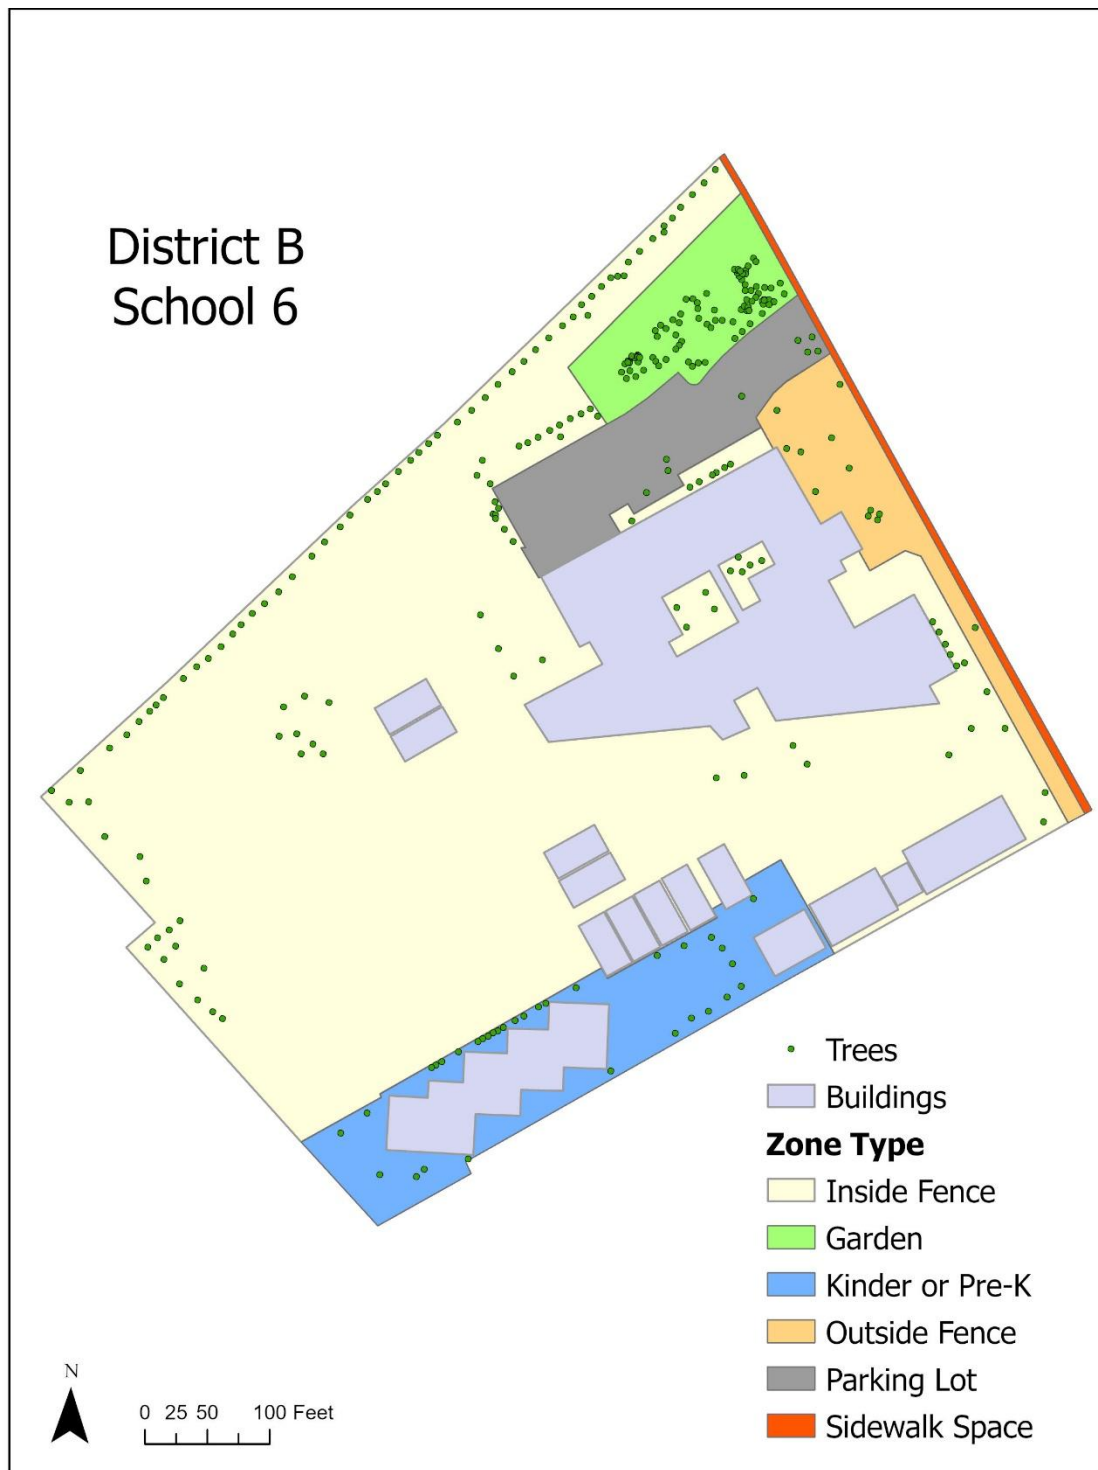 District B
School 6
Trees
Buildings
Zone Type
Inside Fence
Garden
Kinder or Pre-K
Outside Fence
Parking Lot
Sidewalk Space
N
0 25 50 100 Feet